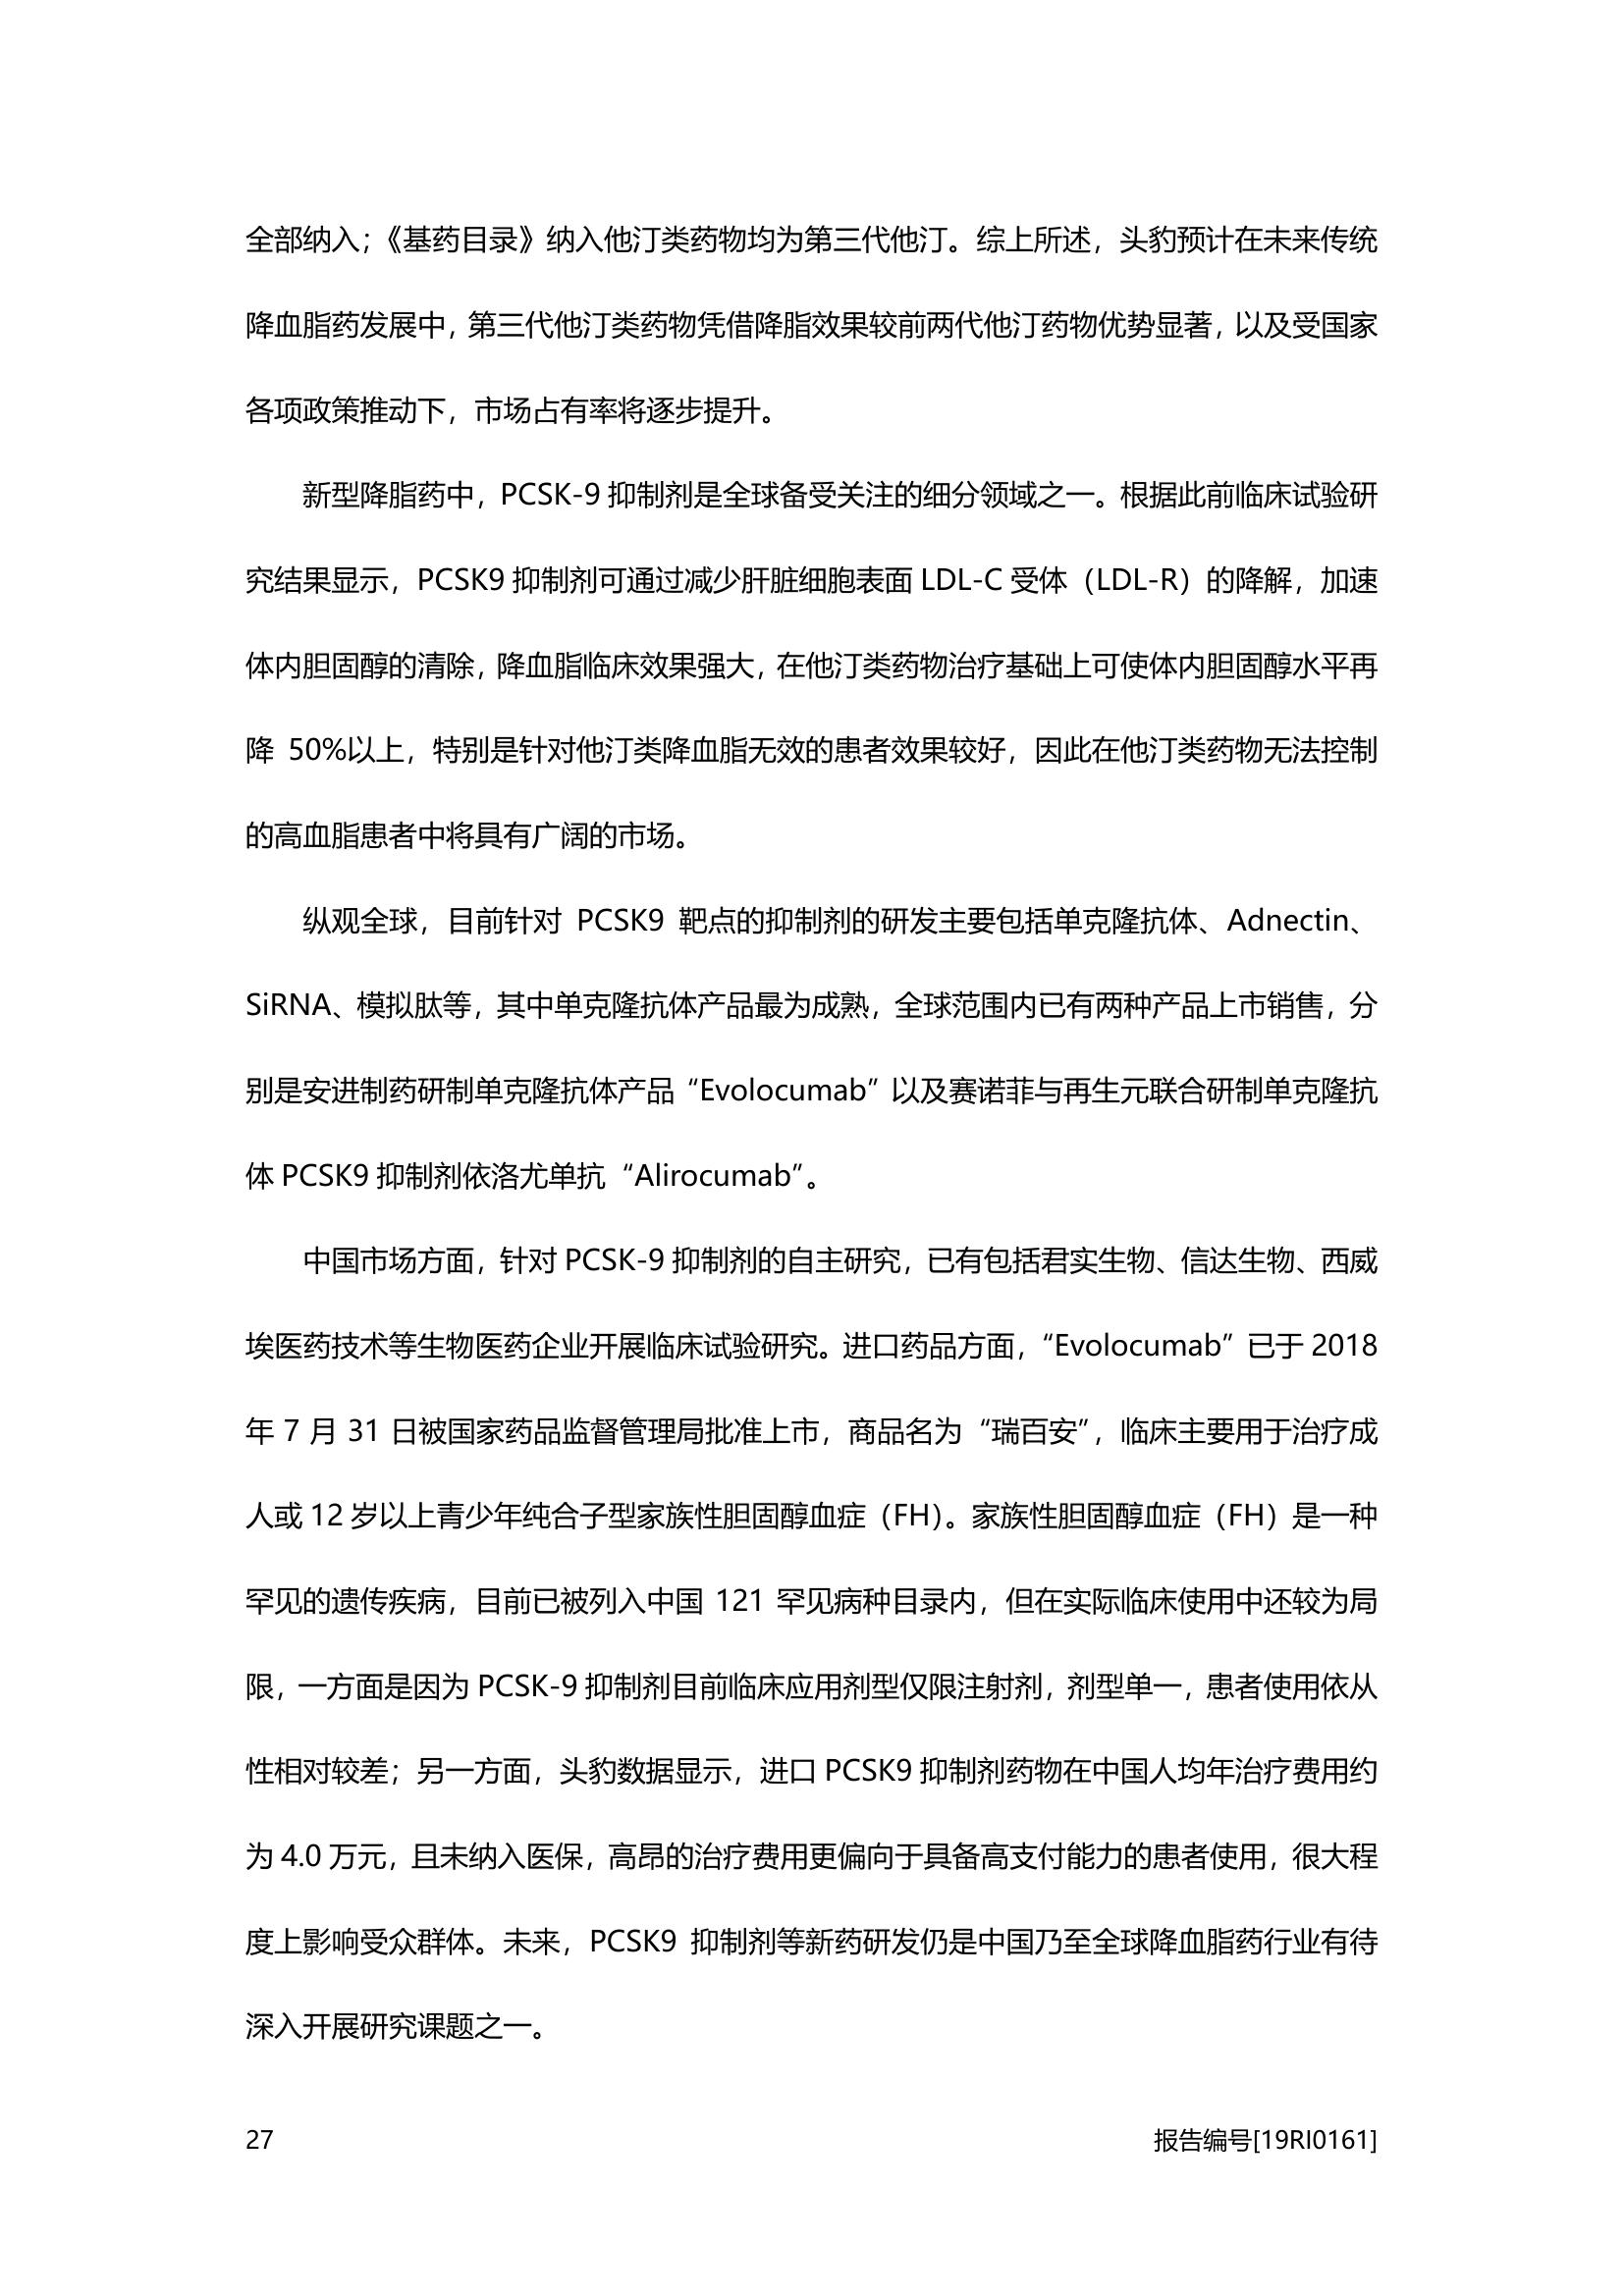 全部纳入；《基药目录》纳入他汀类药物均为第三代他汀。综上所述，头豹预计在未来传统
降血脂药发展中，第三代他汀类药物凭借降脂效果较前两代他汀药物优势显著，以及受国家
各项政策推动下，市场占有率将逐步提升。
新型降脂药中，PCSK-9 抑制剂是全球备受关注的细分领域之一。根据此前临床试验研
究结果显示，PCSK9 抑制剂可通过减少肝脏细胞表面 LDL-C 受体（LDL-R）的降解，加速
体内胆固醇的清除，降血脂临床效果强大，在他汀类药物治疗基础上可使体内胆固醇水平再
降 50%以上，特别是针对他汀类降血脂无效的患者效果较好，因此在他汀类药物无法控制
的高血脂患者中将具有广阔的市场。
纵观全球，目前针对 PCSK9 靶点的抑制剂的研发主要包括单克隆抗体、Adnectin、
SiRNA、模拟肽等，其中单克隆抗体产品最为成熟，全球范围内已有两种产品上市销售，分
别是安进制药研制单克隆抗体产品“Evolocumab”以及赛诺菲与再生元联合研制单克隆抗
体 PCSK9 抑制剂依洛尤单抗“Alirocumab”。
中国市场方面，针对 PCSK-9 抑制剂的自主研究，已有包括君实生物、信达生物、西威
埃医药技术等生物医药企业开展临床试验研究。进口药品方面，“Evolocumab”已于 2018
年 7 月 31 日被国家药品监督管理局批准上市，商品名为“瑞百安”，临床主要用于治疗成
人或 12 岁以上青少年纯合子型家族性胆固醇血症（FH）。家族性胆固醇血症（FH）是一种
罕见的遗传疾病，目前已被列入中国 121 罕见病种目录内，但在实际临床使用中还较为局
限，一方面是因为 PCSK-9 抑制剂目前临床应用剂型仅限注射剂，剂型单一，患者使用依从
性相对较差；另一方面，头豹数据显示，进口 PCSK9 抑制剂药物在中国人均年治疗费用约
为 4.0 万元，且未纳入医保，高昂的治疗费用更偏向于具备高支付能力的患者使用，很大程
度上影响受众群体。未来，PCSK9 抑制剂等新药研发仍是中国乃至全球降血脂药行业有待
深入开展研究课题之一。
27 报告编号[19RI0161]